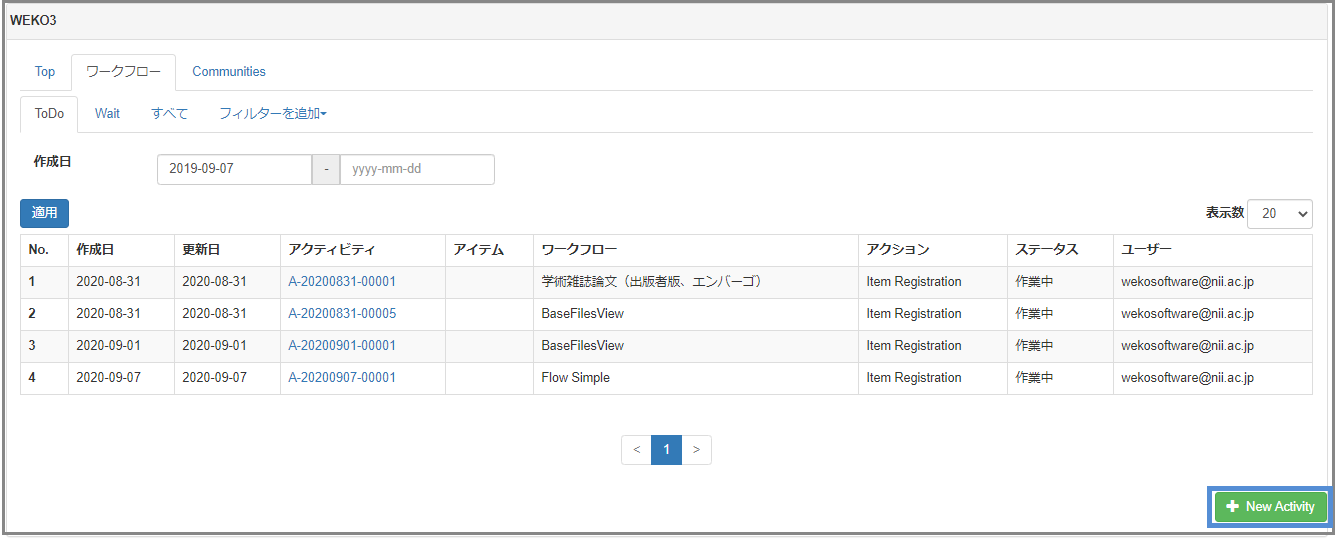 WEKO3
Top ワークフロー Communities
ToDo Wait すべて フィルターを追加
作成日 2019-09-07 - yyyy-mm-dd
適用 表示数 20
No. 作成日 更新日 アクティビティ アイテム ワークフロー アクション ステータス ユーザー
1 2020-08-31 2020-08-31 A-20200831-00001 学術雑誌論文（出版者版、エンバーゴ） Item Registration 作業中 wekosoftware@nii.ac.jp
2 2020-08-31 2020-08-31 A-20200831-00005 BaseFilesView Item Registration 作業中 wekosoftware@nii.ac.jp
3 2020-09-01 2020-09-01 A-20200901-00001 BaseFilesView Item Registration 作業中 wekosoftware@nii.ac.jp
4 2020-09-07 2020-09-07 A-20200907-00001 Flow Simple Item Registration 作業中 wekosoftware@nii.ac.jp
< 1 >
+ New Activity